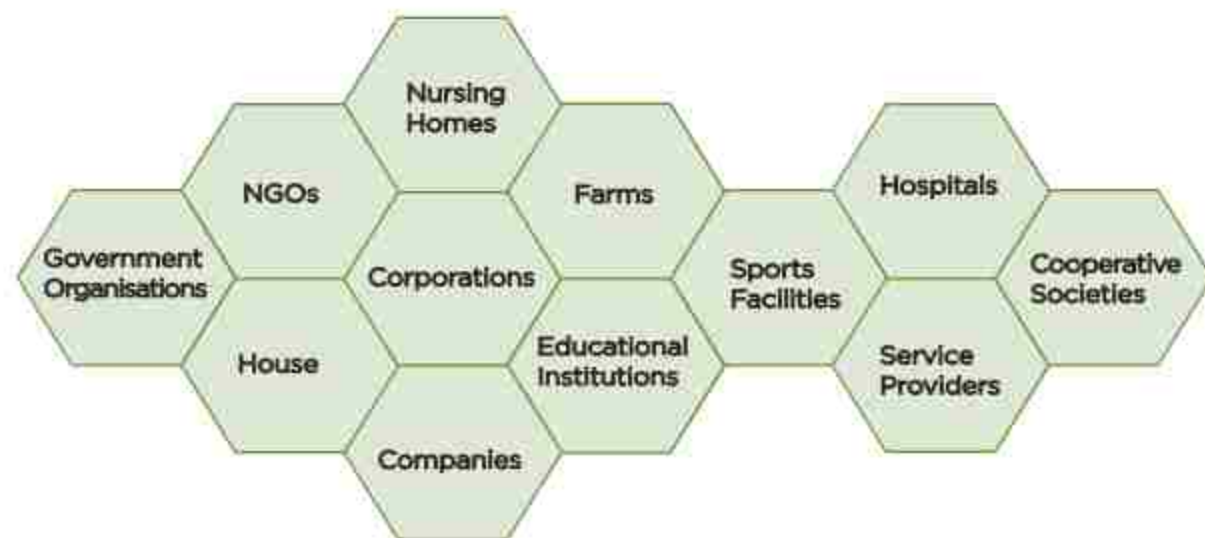 Nursing
Homes
NGOs
Farms
Hospitals
Government
Organisations
Corporations
Sports
Facilities
Cooperative
Societies
House
Educational
Institutions
Service
Providers
Companies